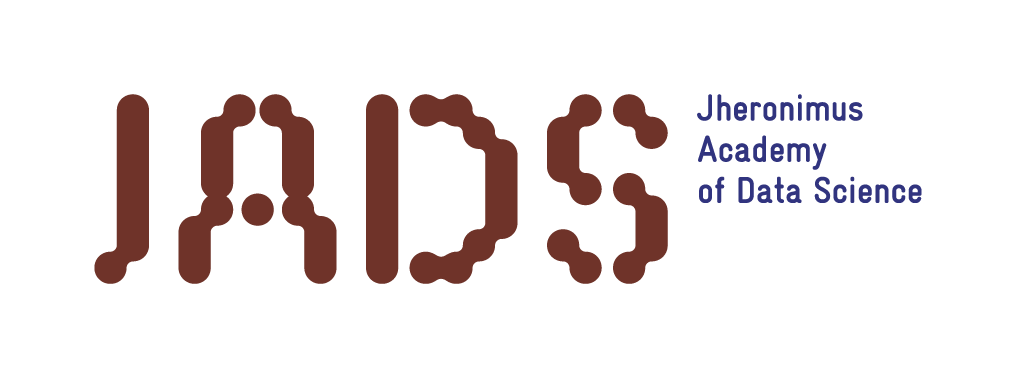 JADS
Jheronimus
Academy
of Data Science